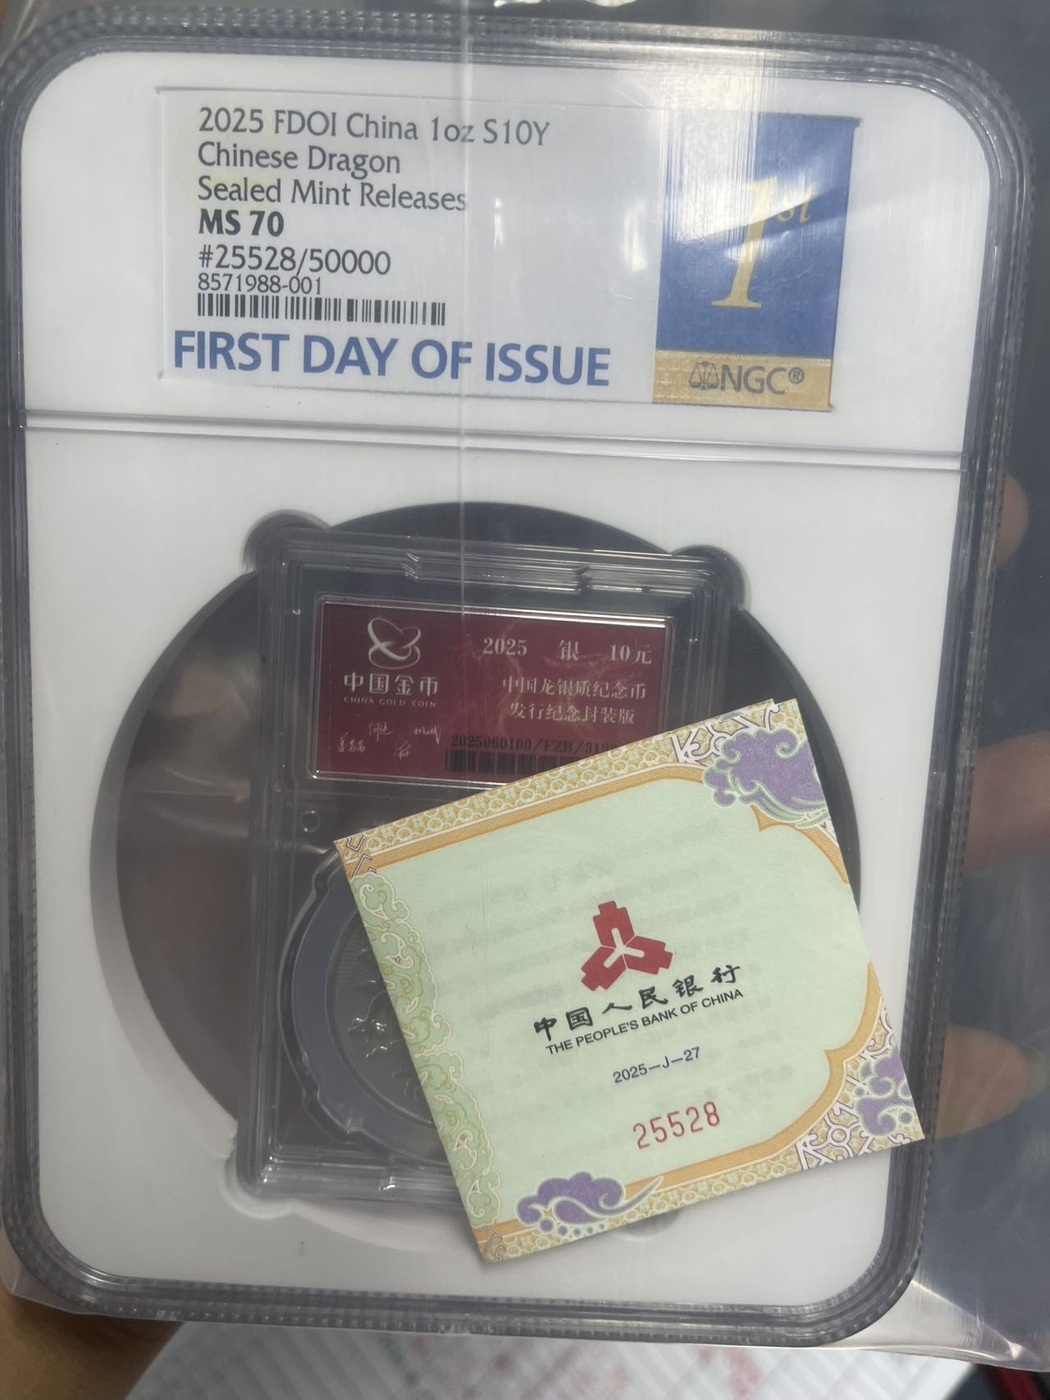 2025 FDOI China 1oz S10Y
Chinese Dragon
Sealed Mint Releases
MS 70
#25528/50000
8571988-001
FIRST DAY OF ISSUE
1st
NGC®
中国金币
CHINA GOLD COIN
2025 银 10元
中国龙银质纪念币
发行纪念封装版
2025060100/FZB/310
中国人民银行
THE PEOPLE'S BANK OF CHINA
2025—J—27
25528